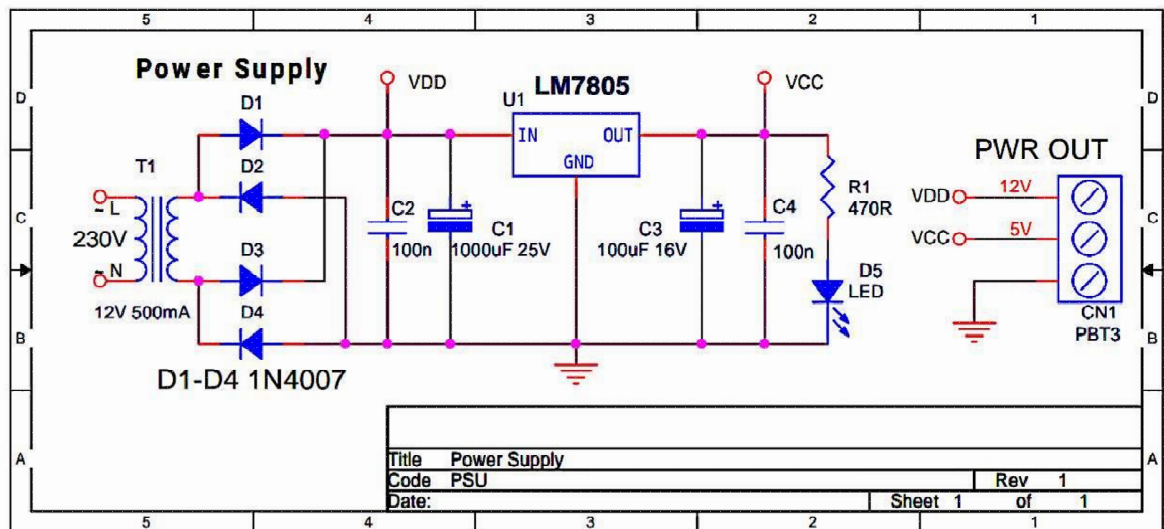 5 4 3 2 1
D
C
B
A
Power Supply
T1
~ L
230V
~ N
12V 500mA
D1
D2
D3
D4
D1-D4 1N4007
VDD
C2
100n
C1
+
1000uF 25V
LM7805
U1
IN OUT
GND
VCC
+
C3
100uF 16V
C4
100n
R1
470R
D5
LED
PWR OUT
VDD 12V
VCC 5V
CN1
PBT3
D
C
B
A
Title Power Supply
Code PSU Rev 1
Date: Sheet 1 of 1
5 4 3 2 1